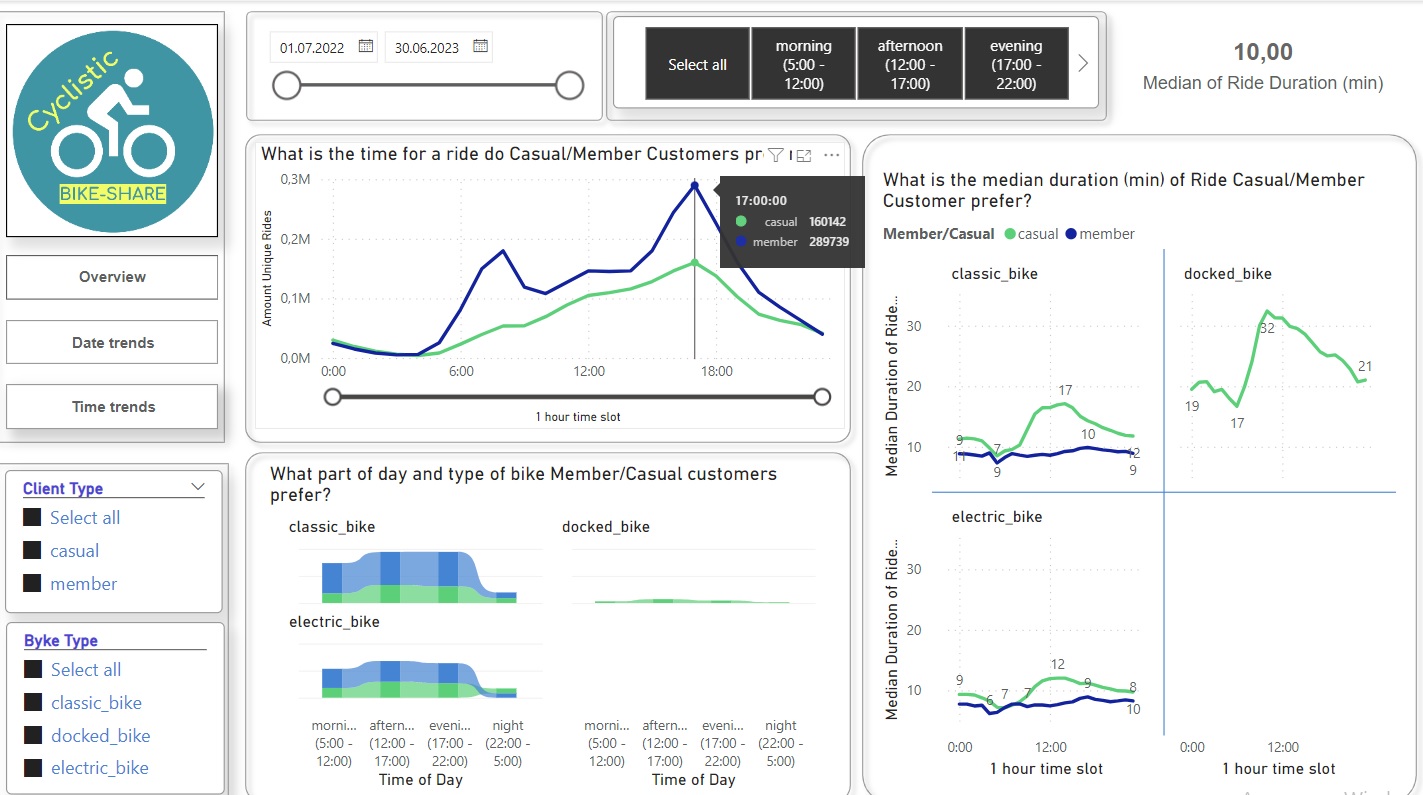 Cyclistic
BIKE-SHARE
Overview
Date trends
Time trends
Client Type
Select all
casual
member
Byke Type
Select all
classic_bike
docked_bike
electric_bike
01.07.2022
30.06.2023
Select all
morning
(5:00 -
12:00)
afternoon
(12:00 -
17:00)
evening
(17:00 -
22:00)
10,00
Median of Ride Duration (min)
What is the time for a ride do Casual/Member Customers
0,3M
0,2M
0,1M
0,0M
Amount Unique Rides
0:00
6:00
12:00
18:00
1 hour time slot
17:00:00
casual 160142
member 289739
What part of day and type of bike Member/Casual customers
prefer?
classic_bike
docked_bike
electric_bike
morni...
(5:00 -
12:00)
aftern...
(12:00 -
17:00)
eveni...
(17:00 -
22:00)
night
(22:00 -
5:00)
Time of Day
morni...
(5:00 -
12:00)
aftern...
(12:00 -
17:00)
eveni...
(17:00 -
22:00)
night
(22:00 -
5:00)
Time of Day
What is the median duration (min) of Ride Casual/Member
Customer prefer?
Member/Casual casual member
classic_bike
Median Duration of Ride...
30
20
10
9
11
7
9
17
10
12
9
docked_bike
19
17
32
21
electric_bike
Median Duration of Ride...
30
20
10
9
6
7
7
12
9
8
10
0:00
12:00
1 hour time slot
0:00
12:00
1 hour time slot